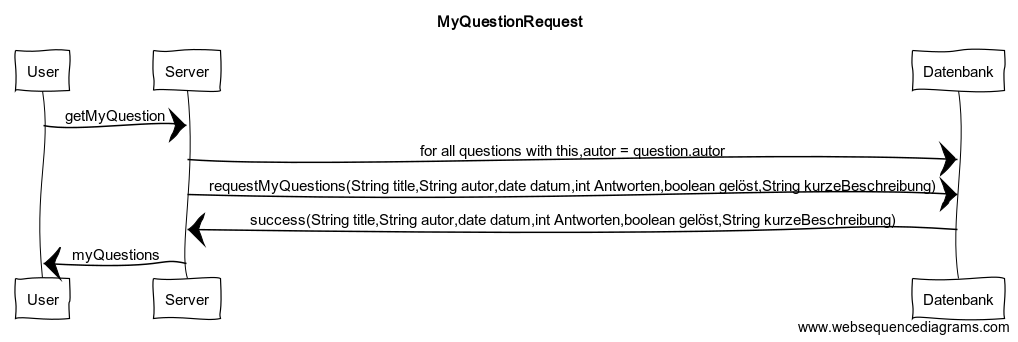 MyQuestionRequest
User
Server
Datenbank
getMyQuestion
for all questions with this,autor = question.autor
requestMyQuestions(String title,String autor,date datum,int Antworten,boolean gelöst,String kurzeBeschreibung)
success(String title,String autor,date datum,int Antworten,boolean gelöst,String kurzeBeschreibung)
myQuestions
User
Server
Datenbank
www.websequencediagrams.com